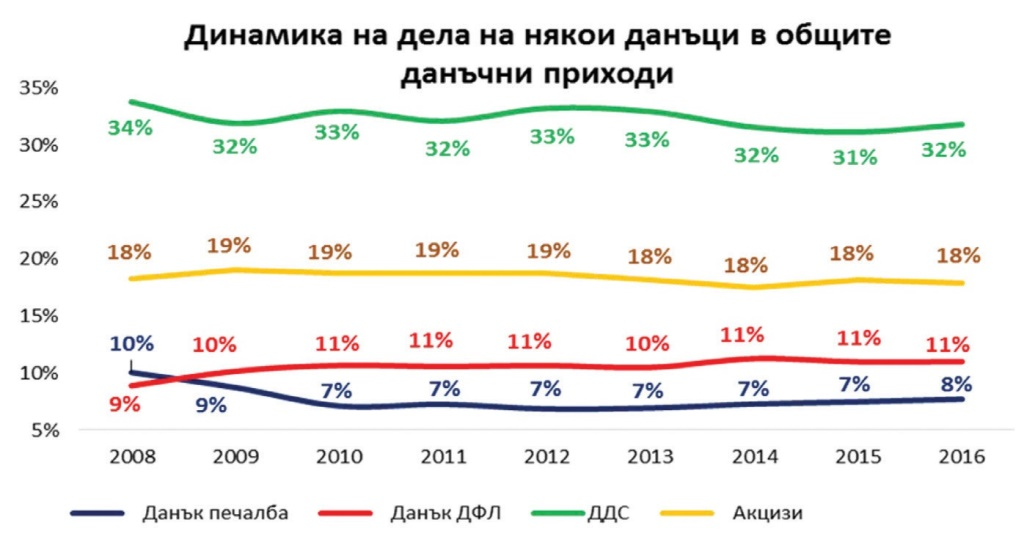 Динамика на дела на някои данъци в общите
данъчни приходи
35%
30%
25%
20%
15%
10%
5%
34% 32% 33% 32% 33% 33% 32% 31% 32%
18% 19% 19% 19% 19% 18% 18% 18% 18%
10% 10% 11% 11% 11% 10% 11% 11% 11%
9% 9% 7% 7% 7% 7% 7% 7% 8%
2008 2009 2010 2011 2012 2013 2014 2015 2016
Данък печалба Данък ДФЛ ДДС Акцизи